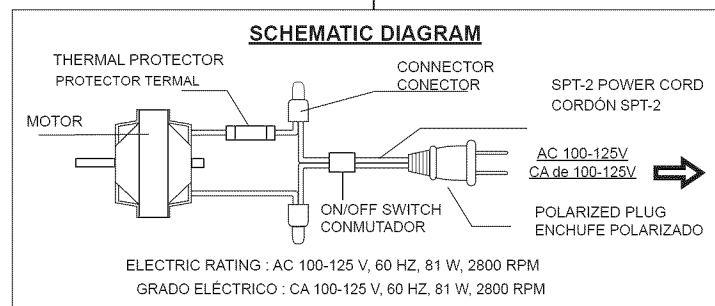 SCHEMATIC DIAGRAM
THERMAL PROTECTOR
PROTECTOR TERMAL
CONNECTOR
CONECTOR
SPT-2 POWER CORD
CORDÓN SPT-2
MOTOR
AC 100-125V
CA de 100-125V
ON/OFF SWITCH
CONMUTADOR
POLARIZED PLUG
ENCHUFE POLARIZADO
ELECTRIC RATING : AC 100-125 V, 60 HZ, 81 W, 2800 RPM
GRADO ELÉCTRICO : CA 100-125 V, 60 HZ, 81 W, 2800 RPM